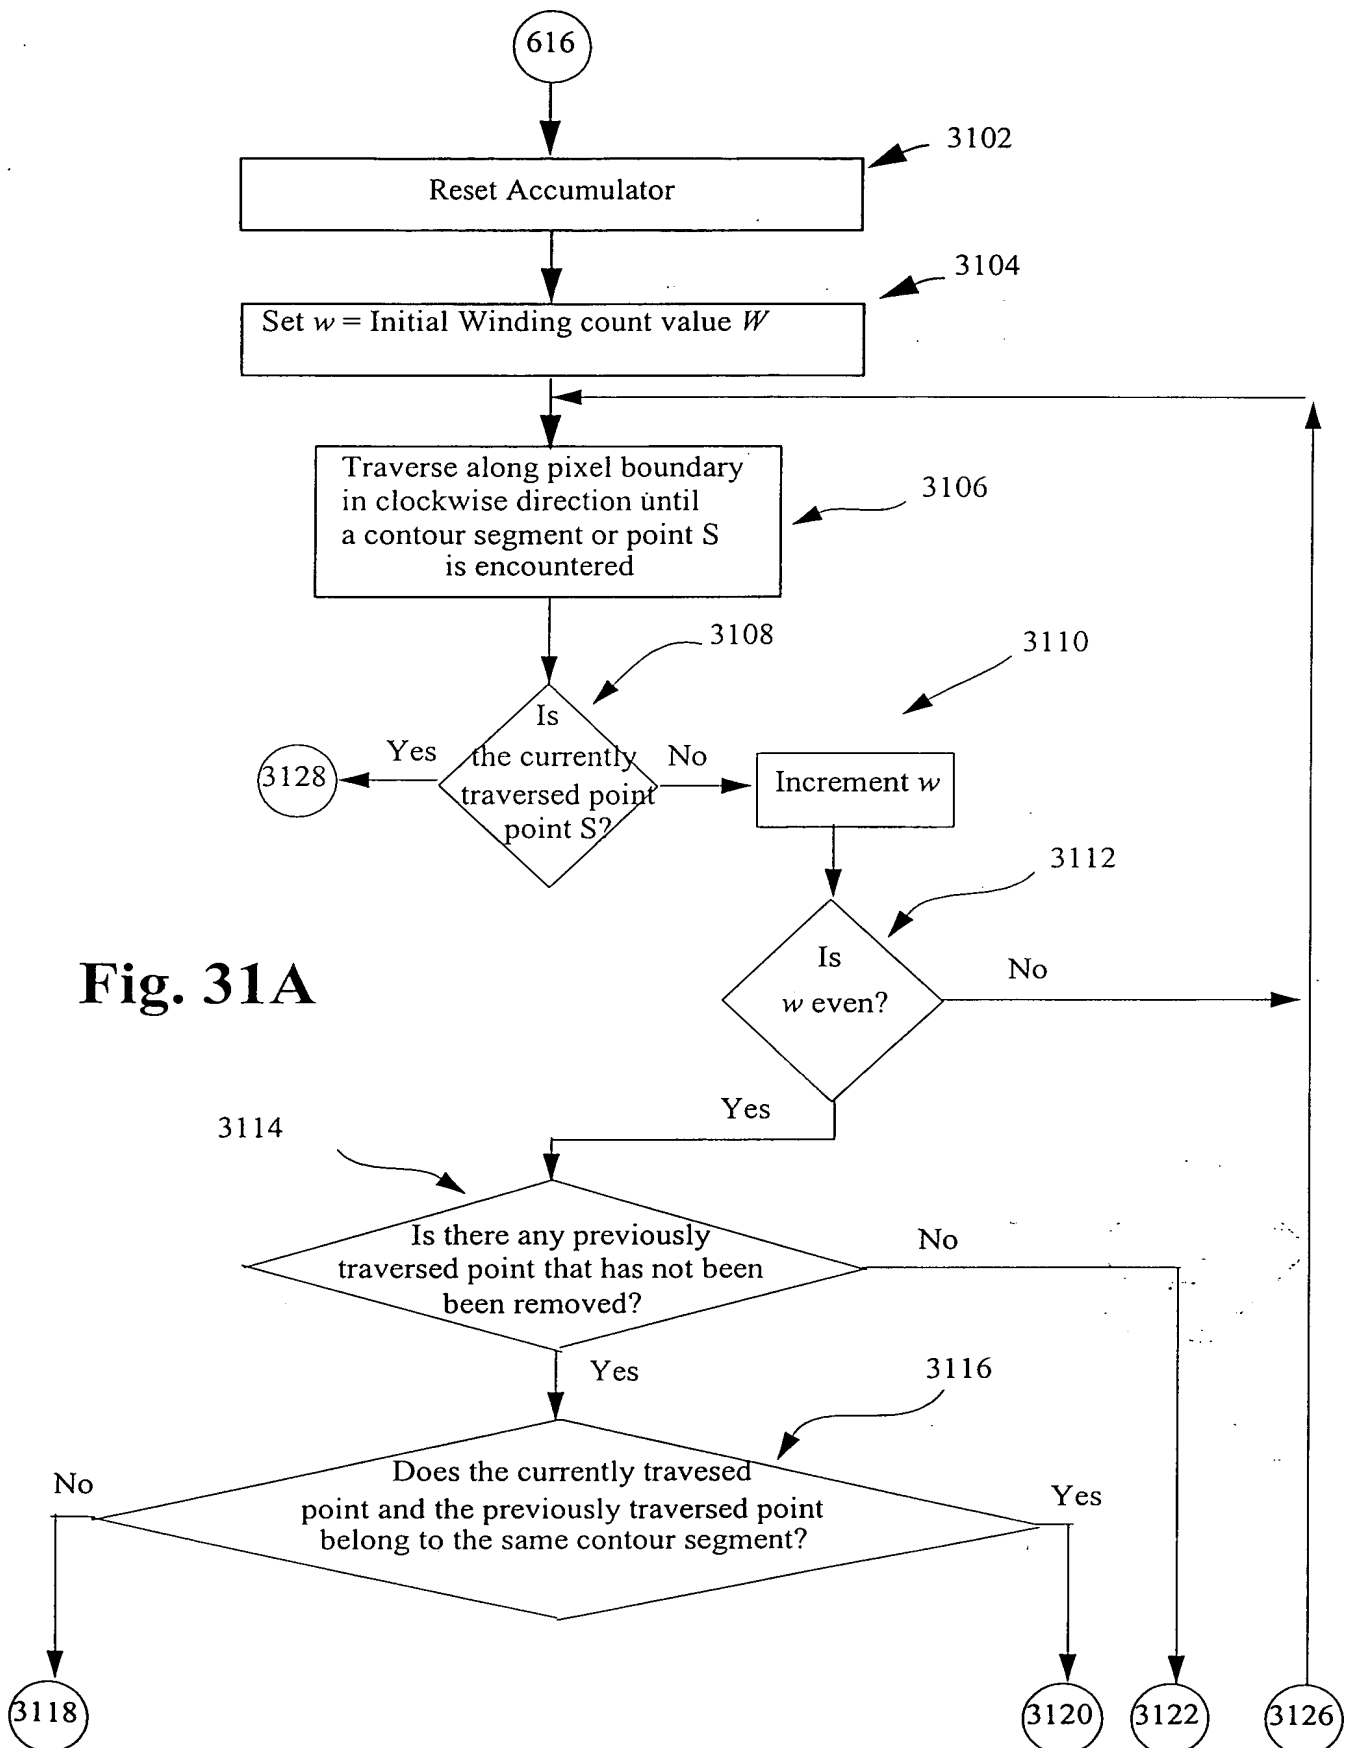 616
3102
Reset Accumulator
3104
Set w = Initial Winding count value W
Traverse along pixel boundary
in clockwise direction until
a contour segment or point S
is encountered
3106
3108
3110
Is
the currently
traversed point
point S?
Yes
No
3128
Increment w
3112
Is
w even?
No
Fig. 31A
Yes
3114
Is there any previously
traversed point that has not been
been removed?
No
Yes
3116
Does the currently travesed
point and the previously traversed point
belong to the same contour segment?
No
Yes
3118
3120
3122
3126